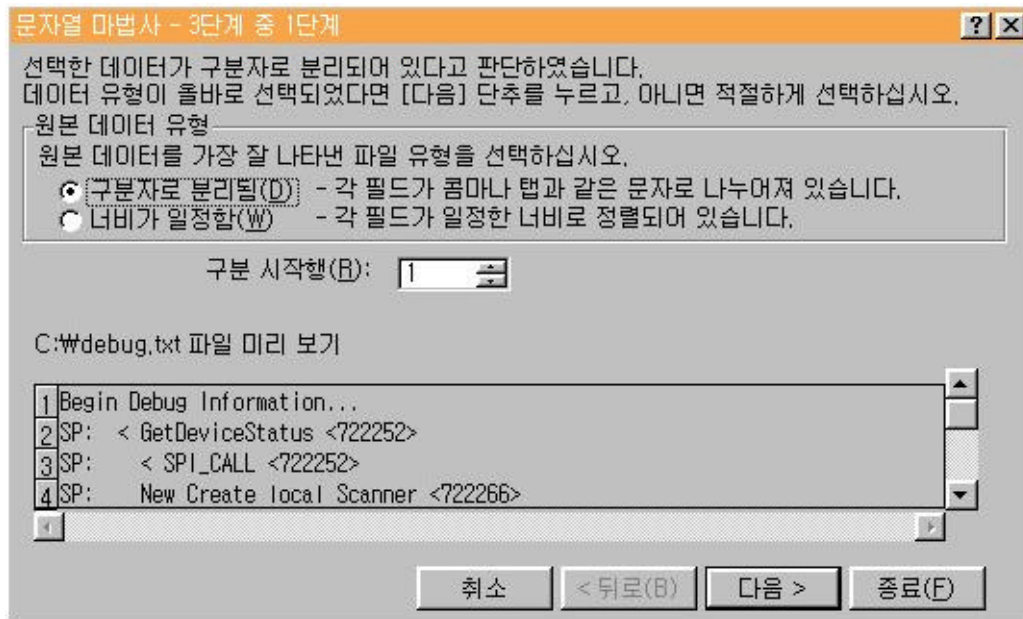 문자열 마법사 - 3단계 중 1단계
선택한 데이터가 구분자로 분리되어 있다고 판단하였습니다.
데이터 유형이 올바로 선택되었다면 [다음] 단추를 누르고, 아니면 적절하게 선택하십시오.
원본 데이터 유형
원본 데이터를 가장 잘 나타낸 파일 유형을 선택하십시오.
구분자로 분리됨(D) - 각 필드가 콤마나 탭과 같은 문자로 나누어져 있습니다.
너비가 일정함(W) - 각 필드가 일정한 너비로 정렬되어 있습니다.
구분 시작행(R): 1
C:₩debug.txt 파일 미리 보기
1 Begin Debug Information...
2 SP: < GetDeviceStatus <722252>
3 SP: < SPI_CALL <722252>
4 SP: New Create local Scanner <722266>
취소 < 뒤로(B) 다음 > 종료(F)